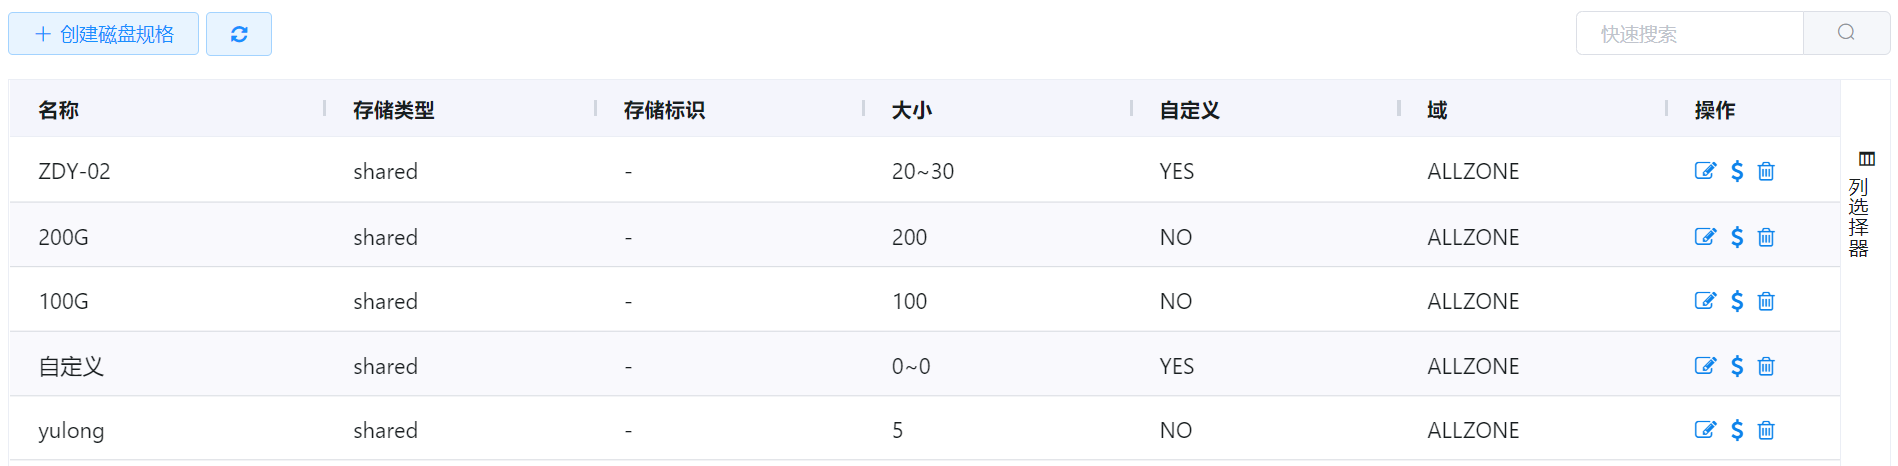 创建磁盘规格
快速搜索
名称 存储类型 存储标识 大小 自定义 域 操作
ZDY-02 shared - 20~30 YES ALLZONE
200G shared - 200 NO ALLZONE
100G shared - 100 NO ALLZONE
自定义 shared - 0~0 YES ALLZONE
yulong shared - 5 NO ALLZONE
列选择器